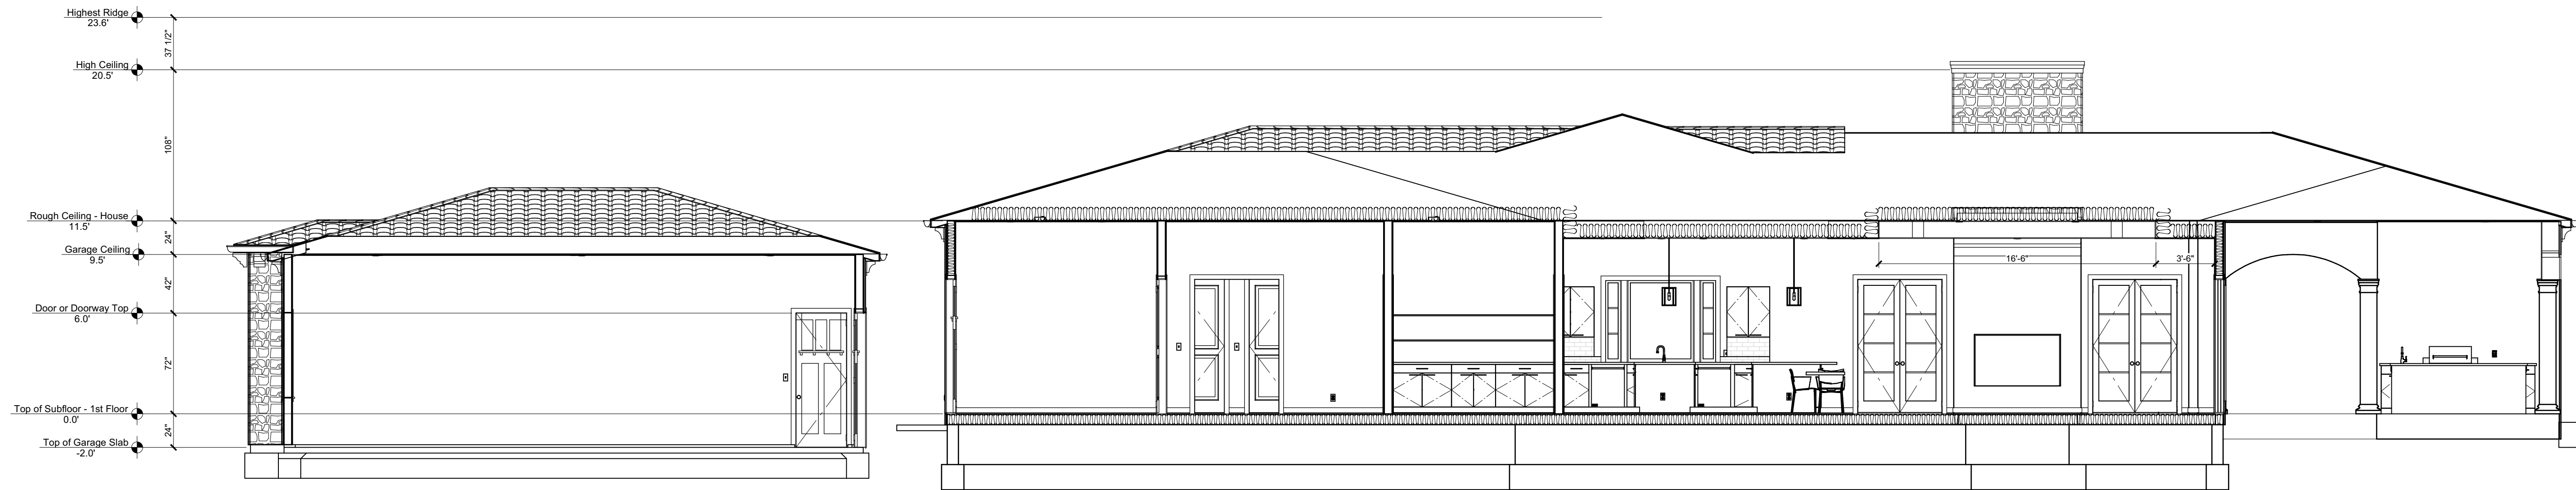 Highest Ridge
23.6'
37 1/2"
High Ceiling
20.5'
108"
Rough Ceiling - House
11.5'
24"
Garage Ceiling
9.5'
42"
16'-6"
3'-6"
Door or Doorway Top
6.0'
72"
Top of Subfloor - 1st Floor
0.0'
24"
Top of Garage Slab
-2.0'